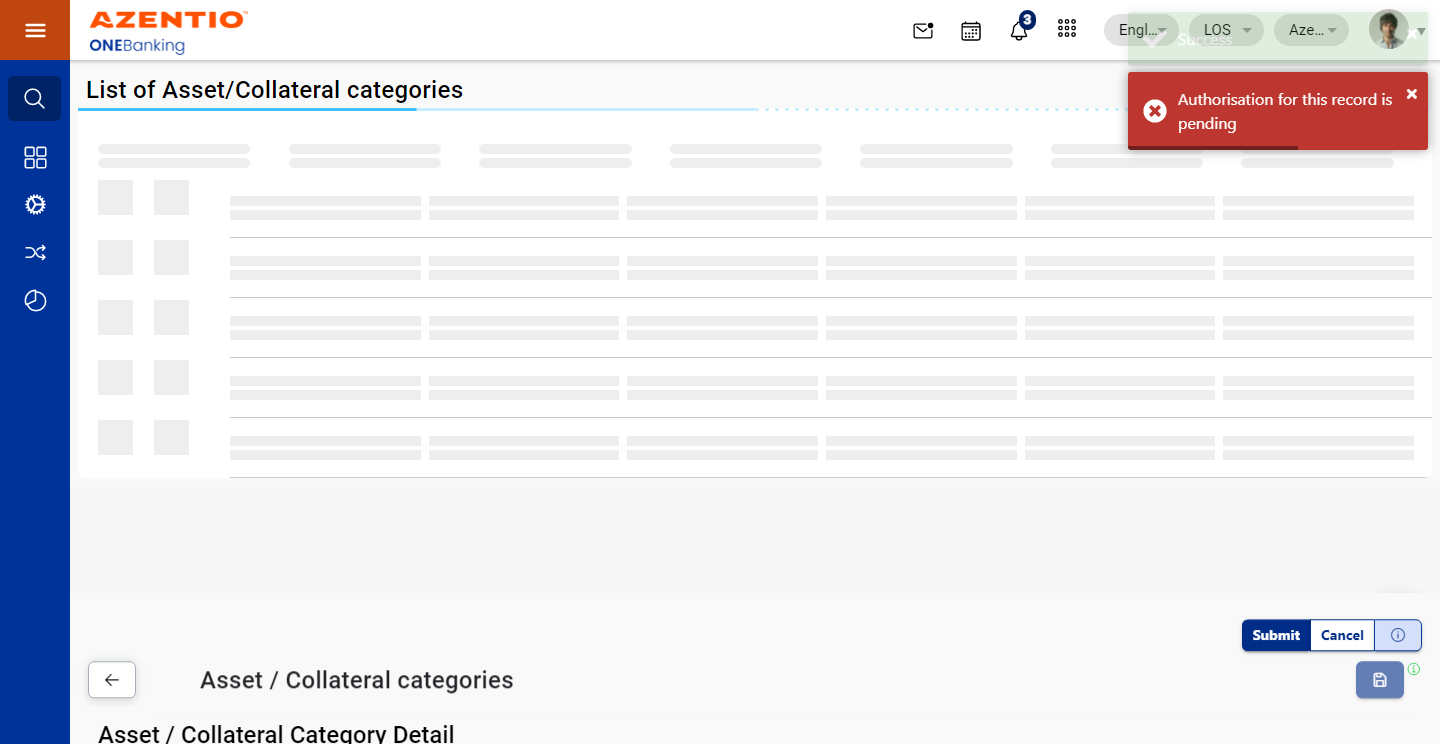 AZENTIO™
ONEBanking
3
Engl...
LOS
Aze...
Success
List of Asset/Collateral categories
Authorisation for this record is
pending
Submit
Cancel
Asset / Collateral categories
Asset / Collateral Category Detail